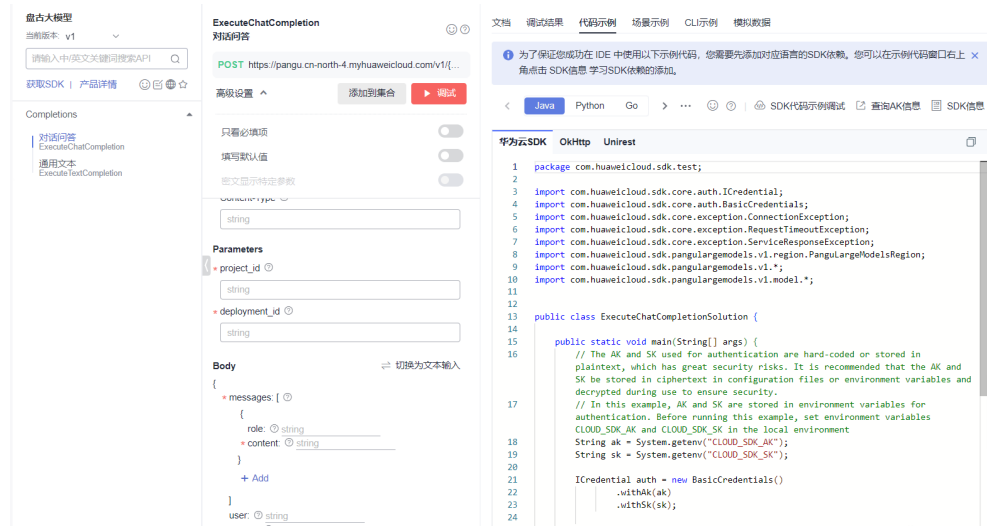 盘古大模型
当前版本: v1
请输入中/英文关键词搜索API
获取SDK | 产品详情
Completions
对话问答
ExecuteChatCompletion
通用文本
ExecuteTextCompletion
ExecuteChatCompletion
对话问答
POST https://pangu.cn-north-4.myhuaweicloud.com/v1/{...
高级设置
添加到集合
调试
只看必填项
填写默认值
密文显示特定参数
Content-Type
string
Parameters
* project_id
string
* deployment_id
string
Body
切换为文本输入
{
* messages: [
{
role: string
* content: string
}
+ Add
]
user: string
文档 调试结果 代码示例 场景示例 CLI示例 模拟数据
为了保证您成功在 IDE 中使用以下示例代码，您需要先添加对应语言的SDK依赖。您可以在示例代码窗口右上
角点击 SDK信息 学习SDK依赖的添加。
Java Python Go ··· SDK代码示例调试 查询AK信息 SDK信息
华为云SDK OkHttp Unirest
1 package com.huaweicloud.sdk.test;
2
3 import com.huaweicloud.sdk.core.auth.ICredential;
4 import com.huaweicloud.sdk.core.auth.BasicCredentials;
5 import com.huaweicloud.sdk.core.exception.ConnectionException;
6 import com.huaweicloud.sdk.core.exception.RequestTimeoutException;
7 import com.huaweicloud.sdk.core.exception.ServiceResponseException;
8 import com.huaweicloud.sdk.pangulargemodels.v1.region.PanguLargeModelsRegion;
9 import com.huaweicloud.sdk.pangulargemodels.v1.*;
10 import com.huaweicloud.sdk.pangulargemodels.v1.model.*;
11
12
13 public class ExecuteChatCompletionSolution {
14
15 public static void main(String[] args) {
16 // The AK and SK used for authentication are hard-coded or stored in
plaintext, which has great security risks. It is recommended that the AK and
SK be stored in ciphertext in configuration files or environment variables and
decrypted during use to ensure security.
17 // In this example, AK and SK are stored in environment variables for
authentication. Before running this example, set environment variables
CLOUD_SDK_AK and CLOUD_SDK_SK in the local environment
18 String ak = System.getenv("CLOUD_SDK_AK");
19 String sk = System.getenv("CLOUD_SDK_SK");
20
21 ICredential auth = new BasicCredentials()
22 .withAk(ak)
23 .withSk(sk);
24